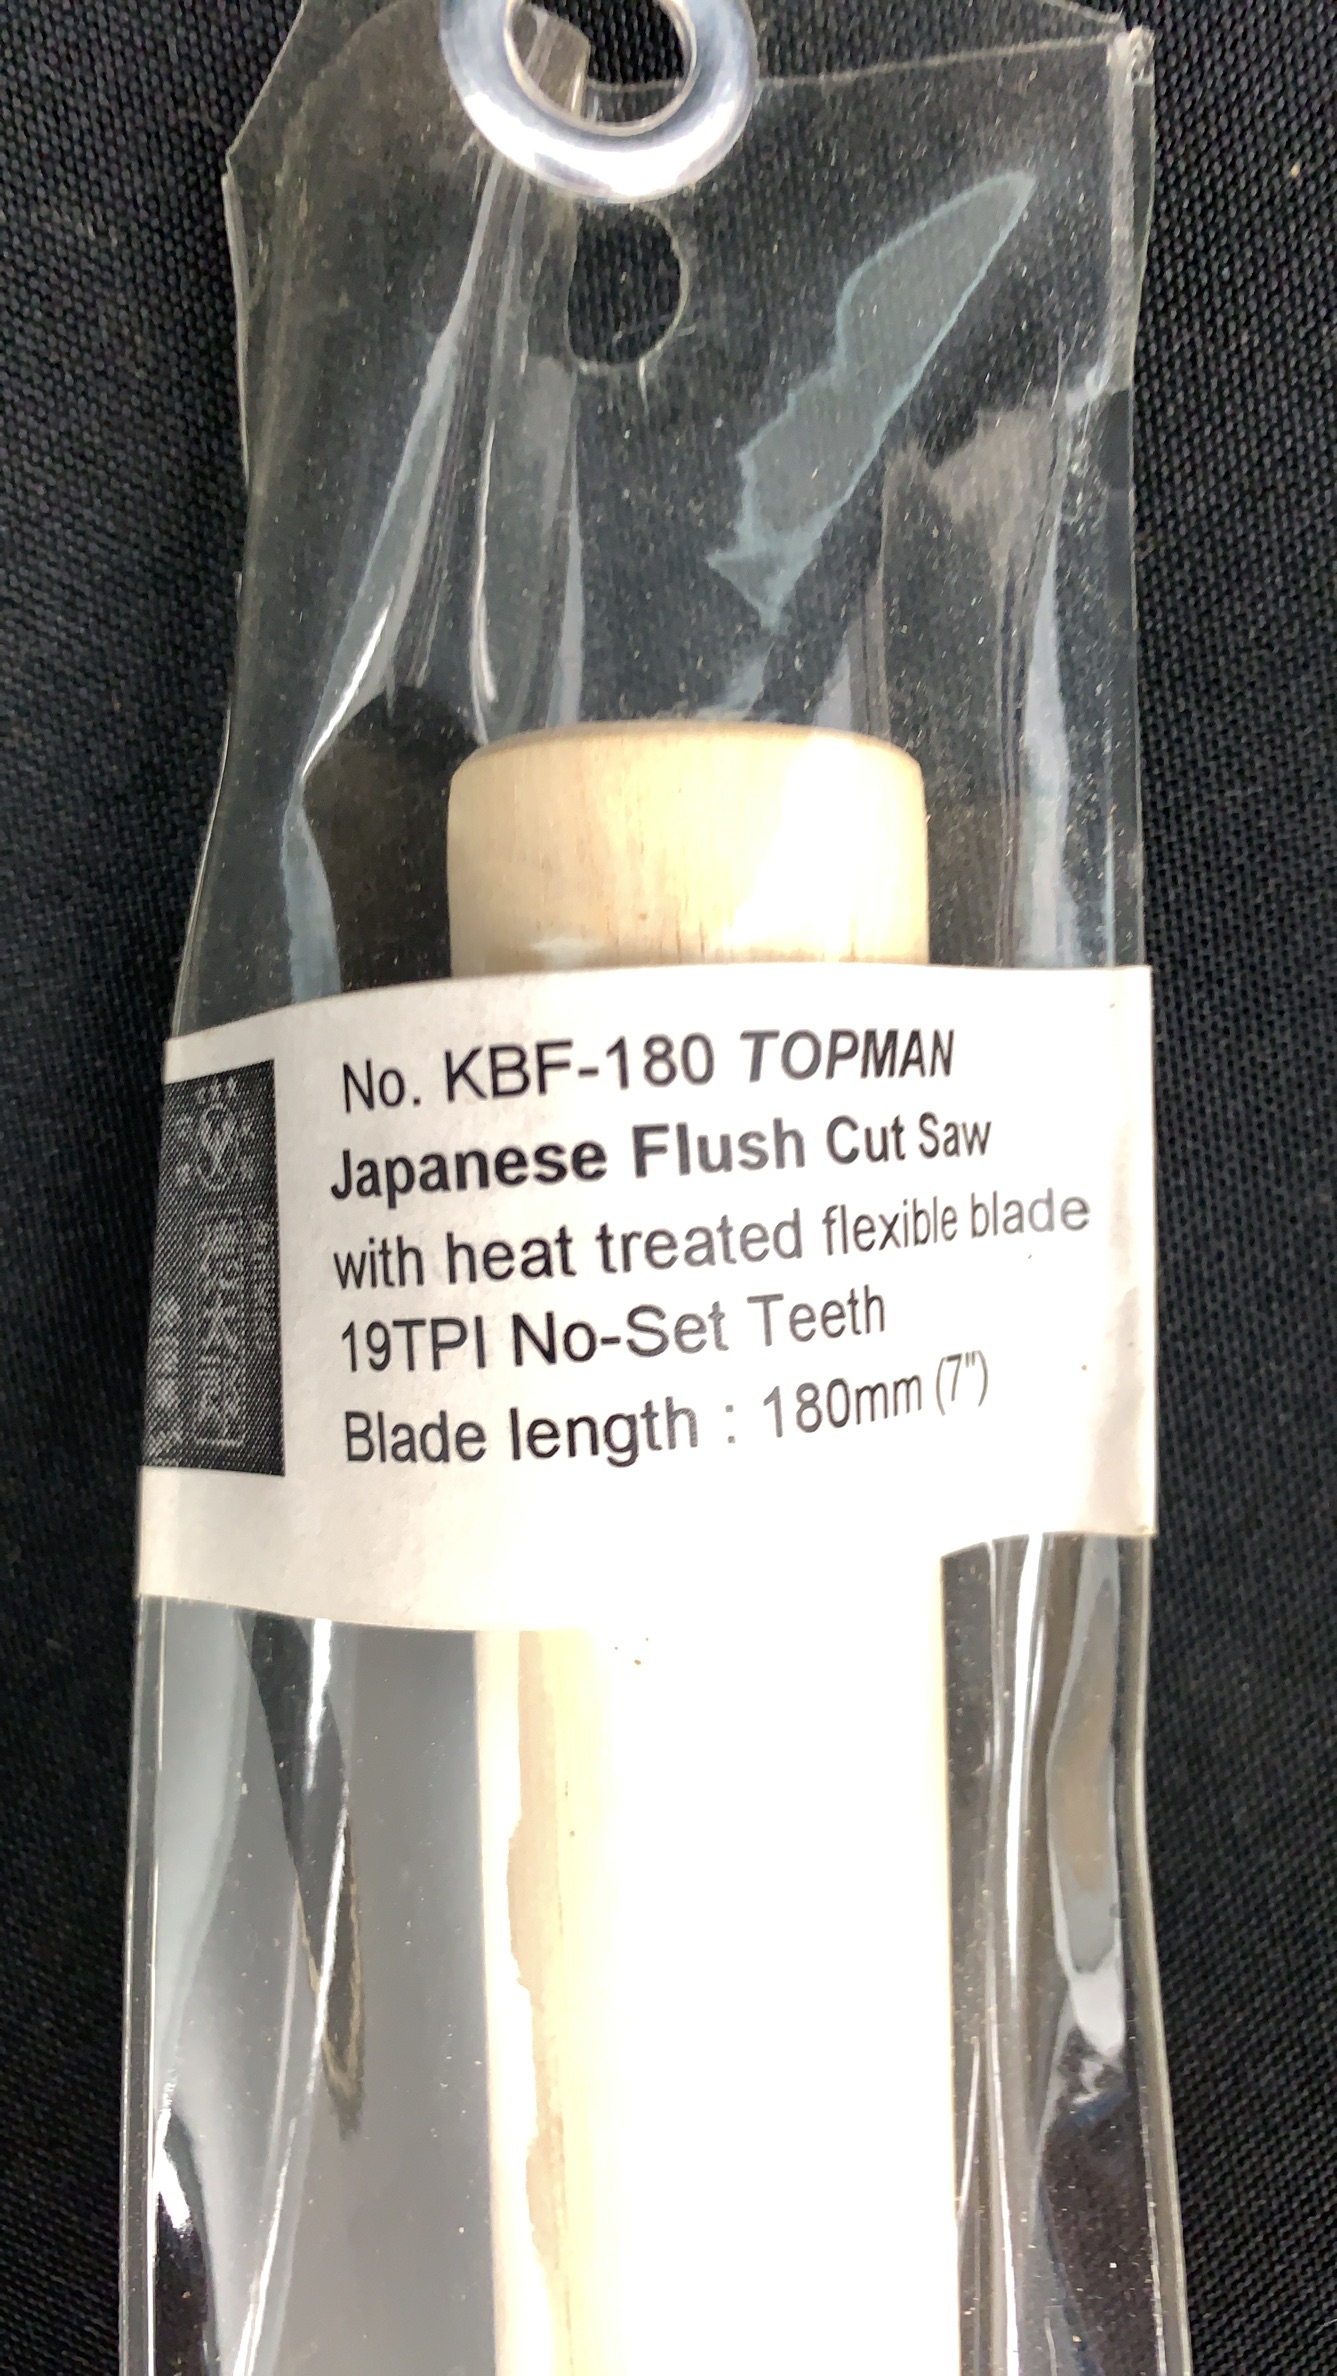 No. KBF-180 TOPMAN
Japanese Flush Cut Saw
with heat treated flexible blade
19TPI No-Set Teeth
Blade length : 180mm (7")